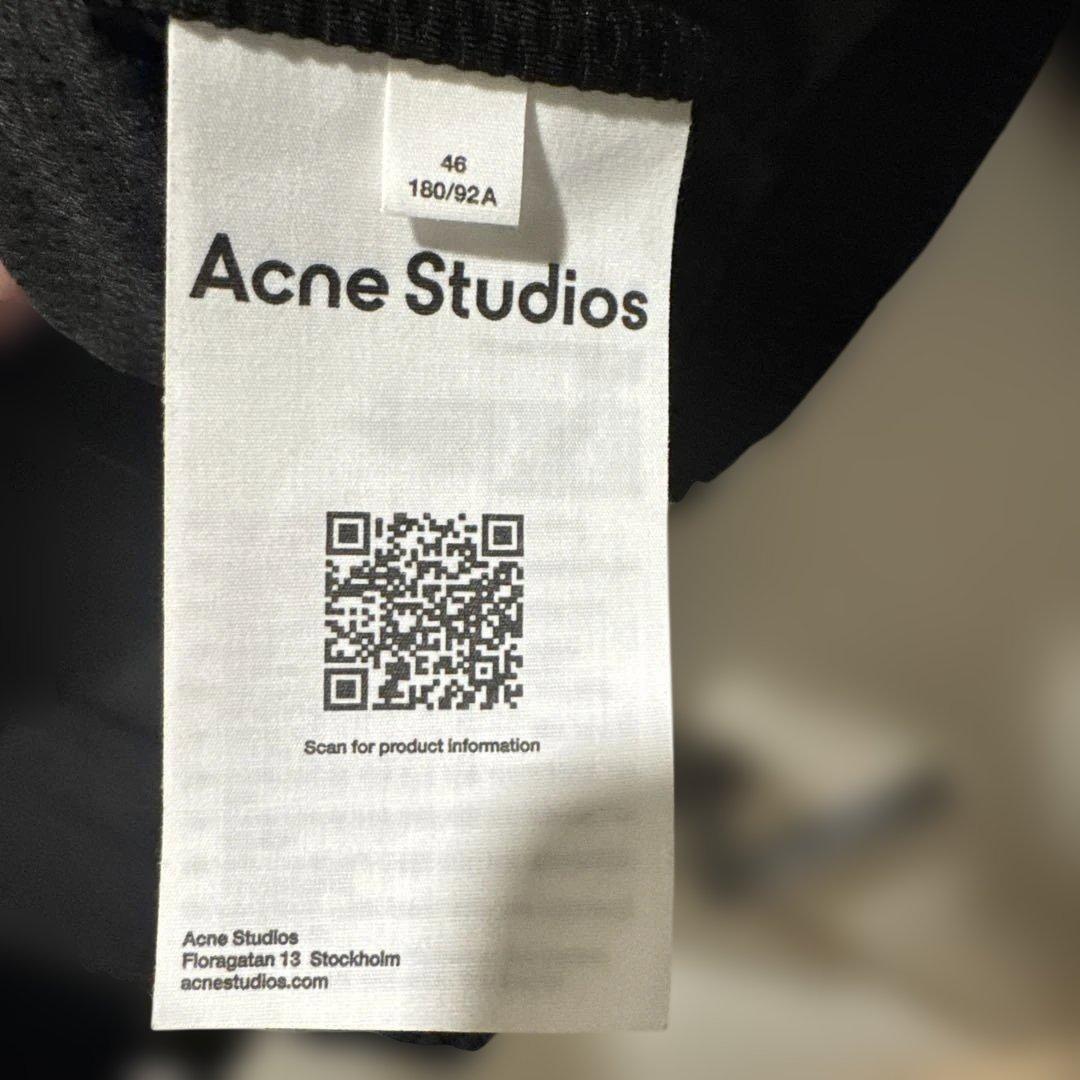 46
180/92A
Acne Studios
Scan for product information
Acne Studios
Floragatan 13 Stockholm
acnestudios.com